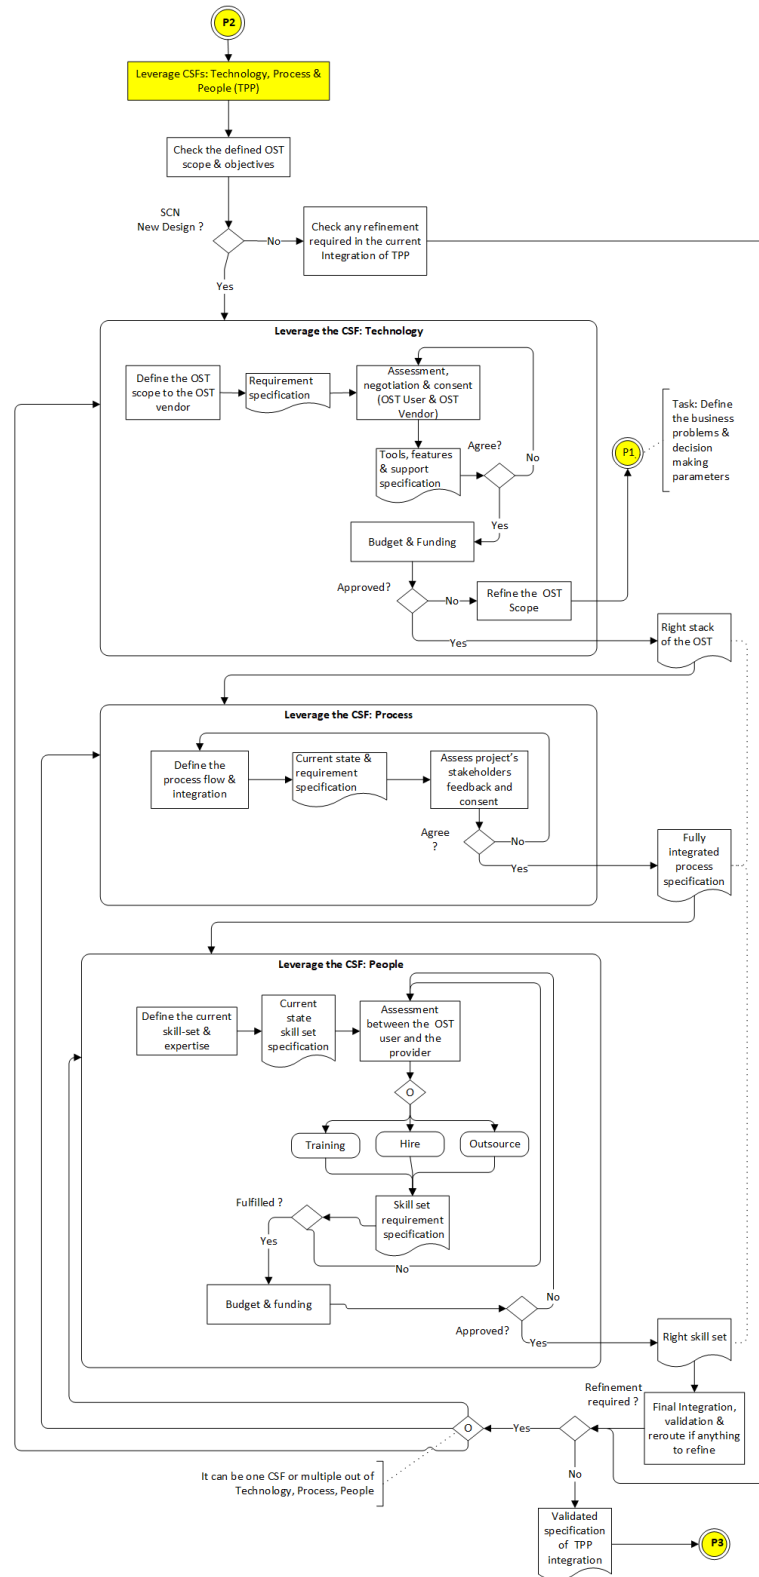 P2
Leverage CSFs: Technology, Process &
People (TPP)
Check the defined OST
scope & objectives
SCN
New Design ?
No
Check any refinement
required in the current
Integration of TPP
Yes
Leverage the CSF: Technology
Define the OST
scope to the OST
vendor
Requirement
specification
Assessment,
negotiation & consent
(OST User & OST
Vendor)
Tools, features
& support
specification
Agree?
No
Yes
Budget & Funding
Approved?
No
Refine the OST
Scope
Yes
P1
Task: Define
the business
problems &
decision
making
parameters
Right stack
of the OST
Leverage the CSF: Process
Define the
process flow &
integration
Current state &
requirement
specification
Assess project's
stakeholders
feedback and
consent
Agree
?
No
Yes
Fully
integrated
process
specification
Leverage the CSF: People
Define the current
skill-set &
expertise
Current
state
skill set
specification
Assessment
between the OST
user and the
provider
O
Training
Hire
Outsource
Skill set
requirement
specification
Fulfilled ?
Yes
No
Budget & funding
Approved?
No
Yes
Right skill set
Final Integration,
validation &
reroute if anything
to refine
Refinement
required ?
Yes
O
No
It can be one CSF or multiple out of
Technology, Process, People
Validated
specification
of TPP
integration
P3